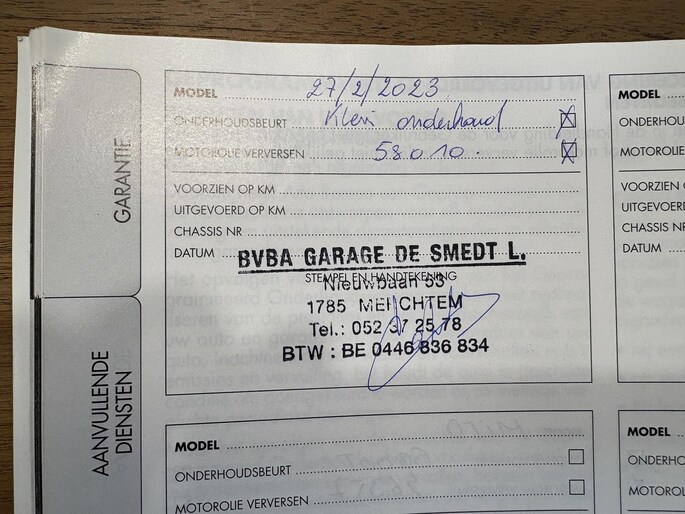 GARANTIE
AANVULLENDE
DIENSTEN
MODEL 27/2/2023
ONDERHOUDSBEURT Klein onderhoud
MOTOROLIE VERVERSEN 58010.
VOORZIEN OP KM
UITGEVOERD OP KM
CHASSIS NR
DATUM
BVBA GARAGE DE SMEDT L.
STEMPEL EN HANDTEKENING
Nieuwbaan 53
1785 MERCHTEM
Tel.: 052 37 25 78
BTW : BE 0446 836 834
MODEL
ONDERHOUDSBEURT
MOTOROLIE VERVERSEN
MODEL
ONDERHO
MOTOROLIE
VOORZIEN O
UITGEVOERD
CHASSIS NR
DATUM
MODEL
ONDERHO
MOTOROLIE